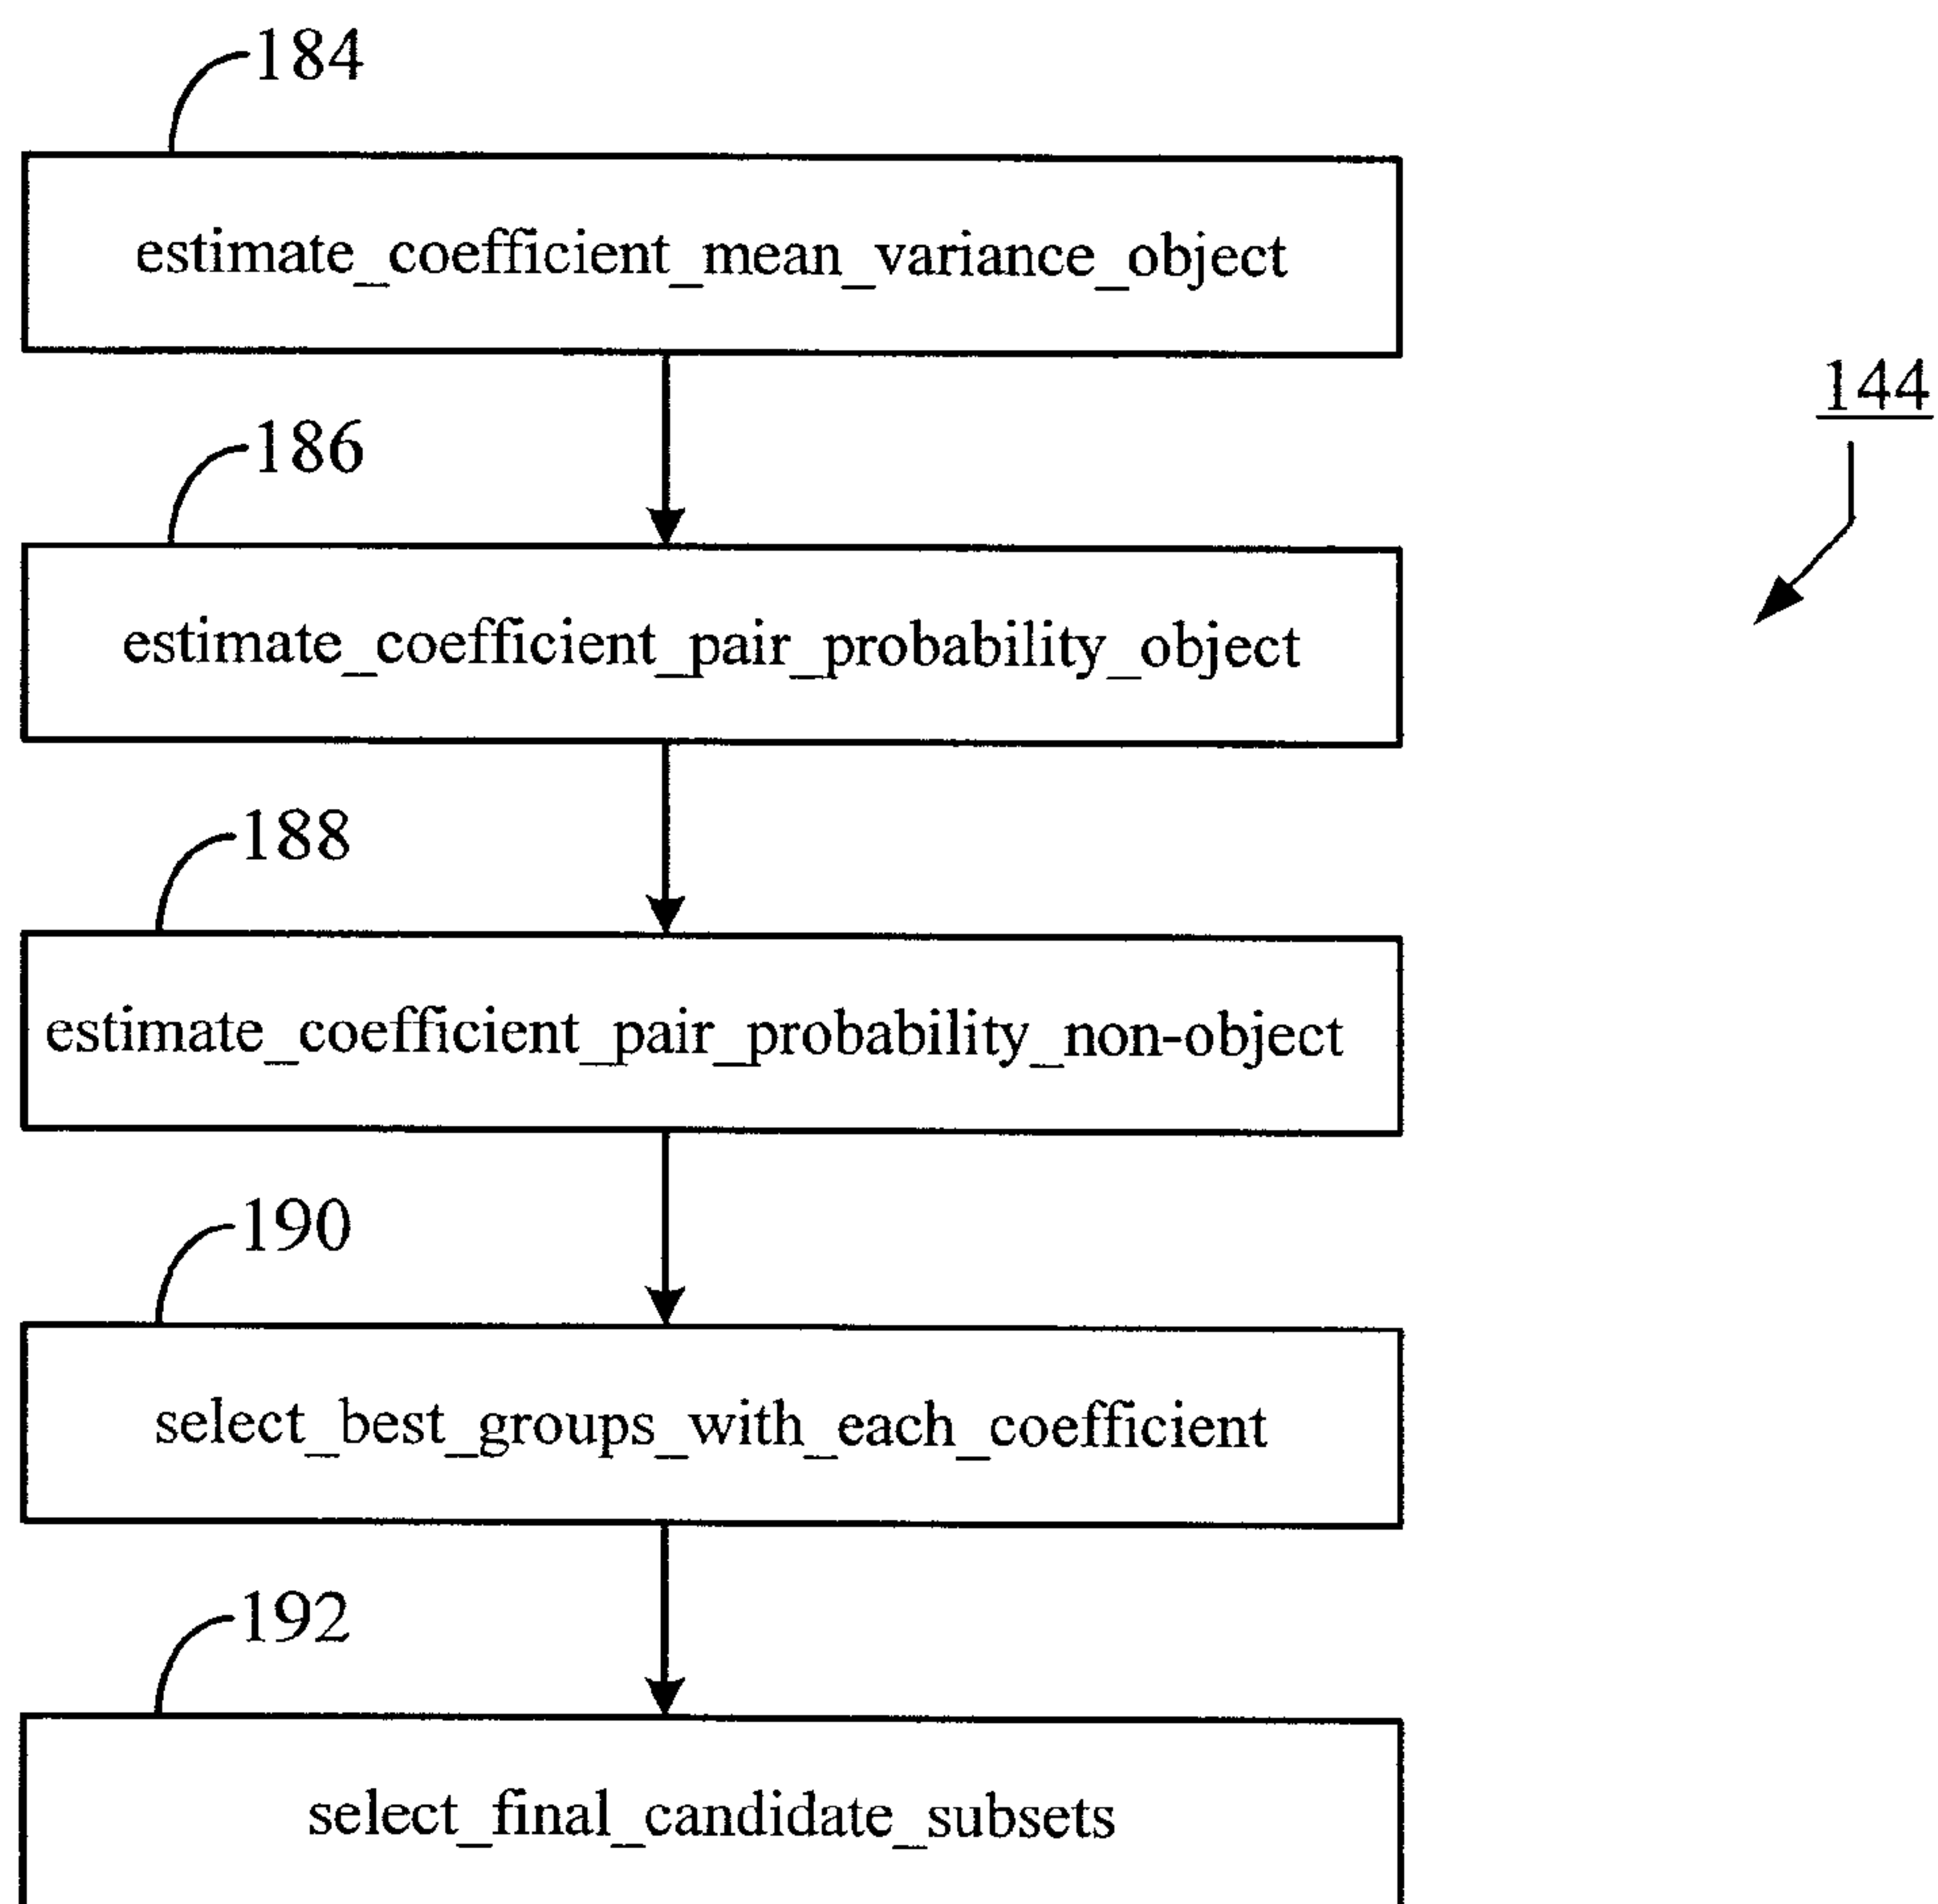 184
estimate_coefficient_mean_variance_object
144
186
estimate_coefficient_pair_probability_object
188
estimate_coefficient_pair_probability_non-object
190
select_best_groups_with_each_coefficient
192
select_final_candidate_subsets